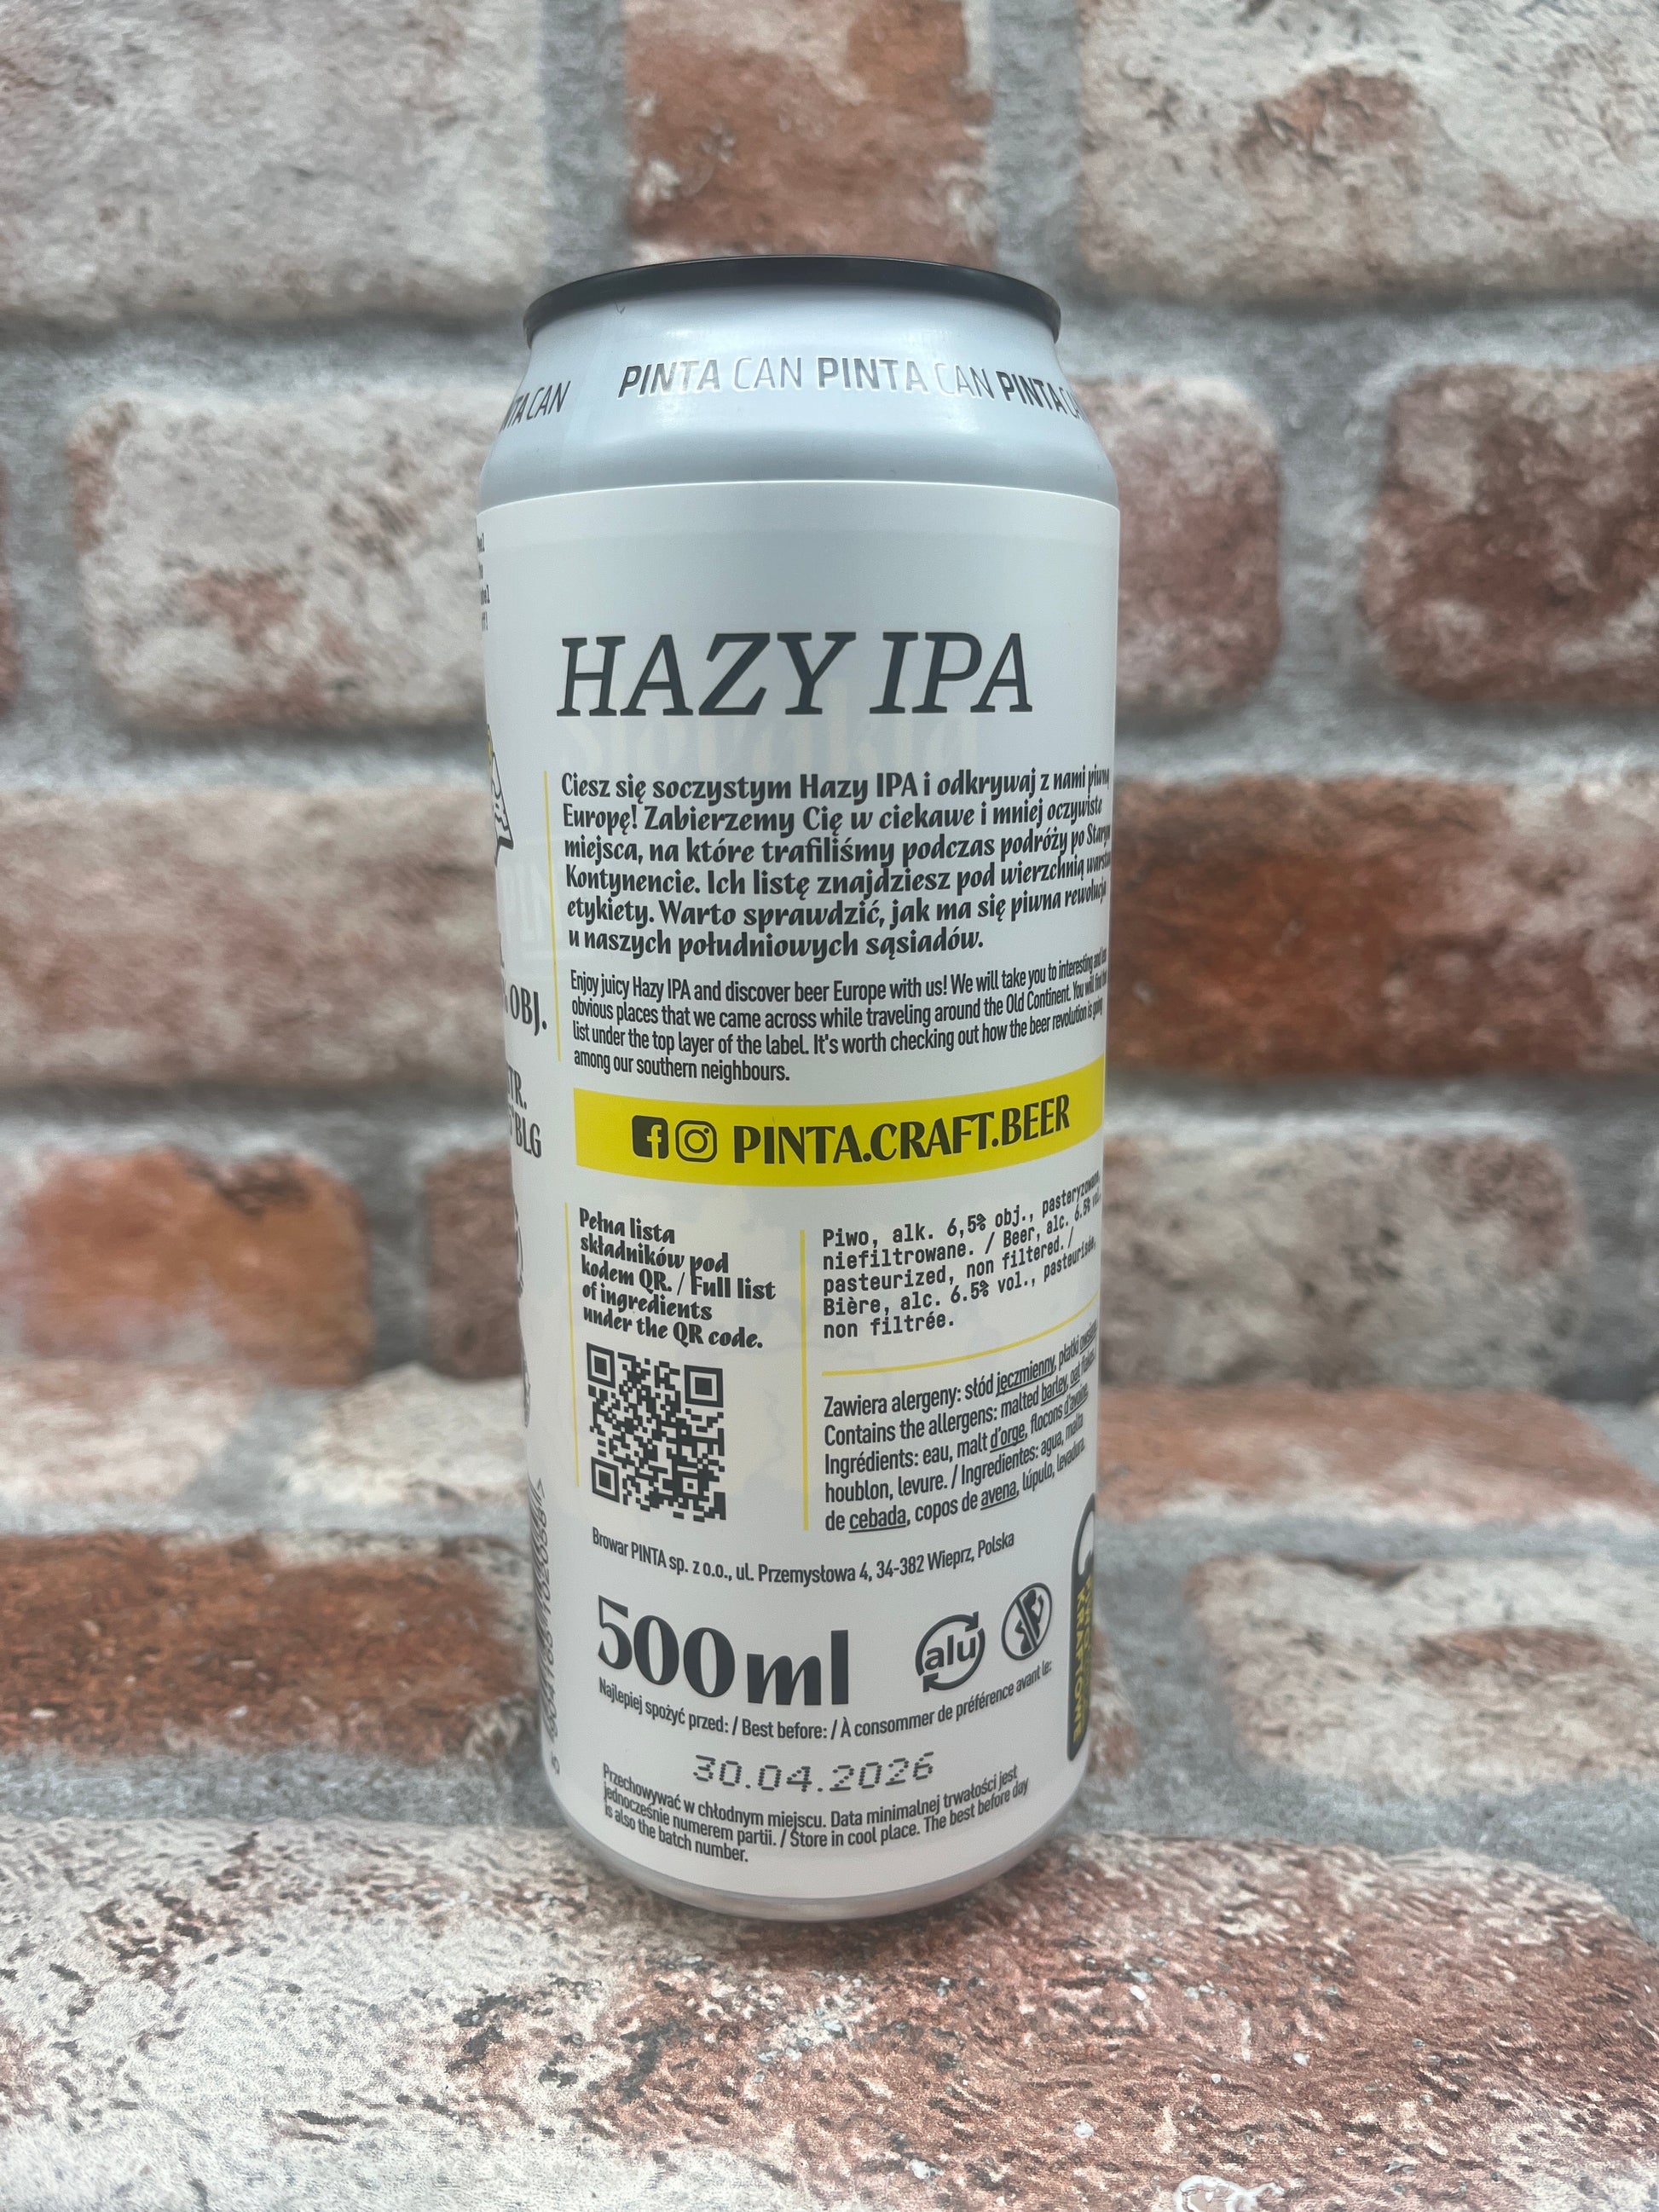 PINTA CAN PINTA CAN PINTA
CAN
HAZY IPA
Slovakia
Ciesz się soczystym Hazy IPA i odkrywaj z nami piwną
Europę! Zabierzemy Cię w ciekawe i mniej oczywiste
miejsca, na które trafiliśmy podczas podróży po Starym
Kontynencie. Ich listę znajdziesz pod wierzchnią
etykiety. Warto sprawdzić, jak ma się piwna rewolucja
u naszych południowych sąsiadów.
Enjoy juicy Hazy IPA and discover beer Europe with us! We will take you to interesting and
obvious places that we came across while traveling around the Old Continent. You will find
list under the top layer of the label. It's worth checking out how the beer revolution is going
among our southern neighbours.
OBJ.
BLG
PINTA.CRAFT.BEER
Pełna lista
składników pod
kodem QR. / Full list
of ingredients
under the QR code.
Piwo, alk. 6,5% obj., pasteryzowane,
niefiltrowane. / Beer, alc. 6.5% vol.,
pasteurized, non filtered. /
Bière, alc. 6.5% vol., pasteurisée,
non filtrée.
Zawiera alergeny: słód jęczmienny, płatki owsiane.
Contains the allergens: malted barley, oat flakes.
Ingrédients: eau, malt d'orge, flocons d'avoine,
houblon, levure. / Ingredientes: agua, malta
de cebada, copos de avena, lúpulo, levadura.
Browar PINTA sp. z o.o., ul. Przemysłowa 4, 34-382 Wieprz, Polska
500 ml
alu
KRAFTOWE
Najlepiej spożyć przed: / Best before: / À consommer de préférence avant le:
30.04.2026
Przechowywać w chłodnym miejscu. Data minimalnej trwałości jest
jednocześnie numerem partii. / Store in cool place. The best before day
is also the batch number.